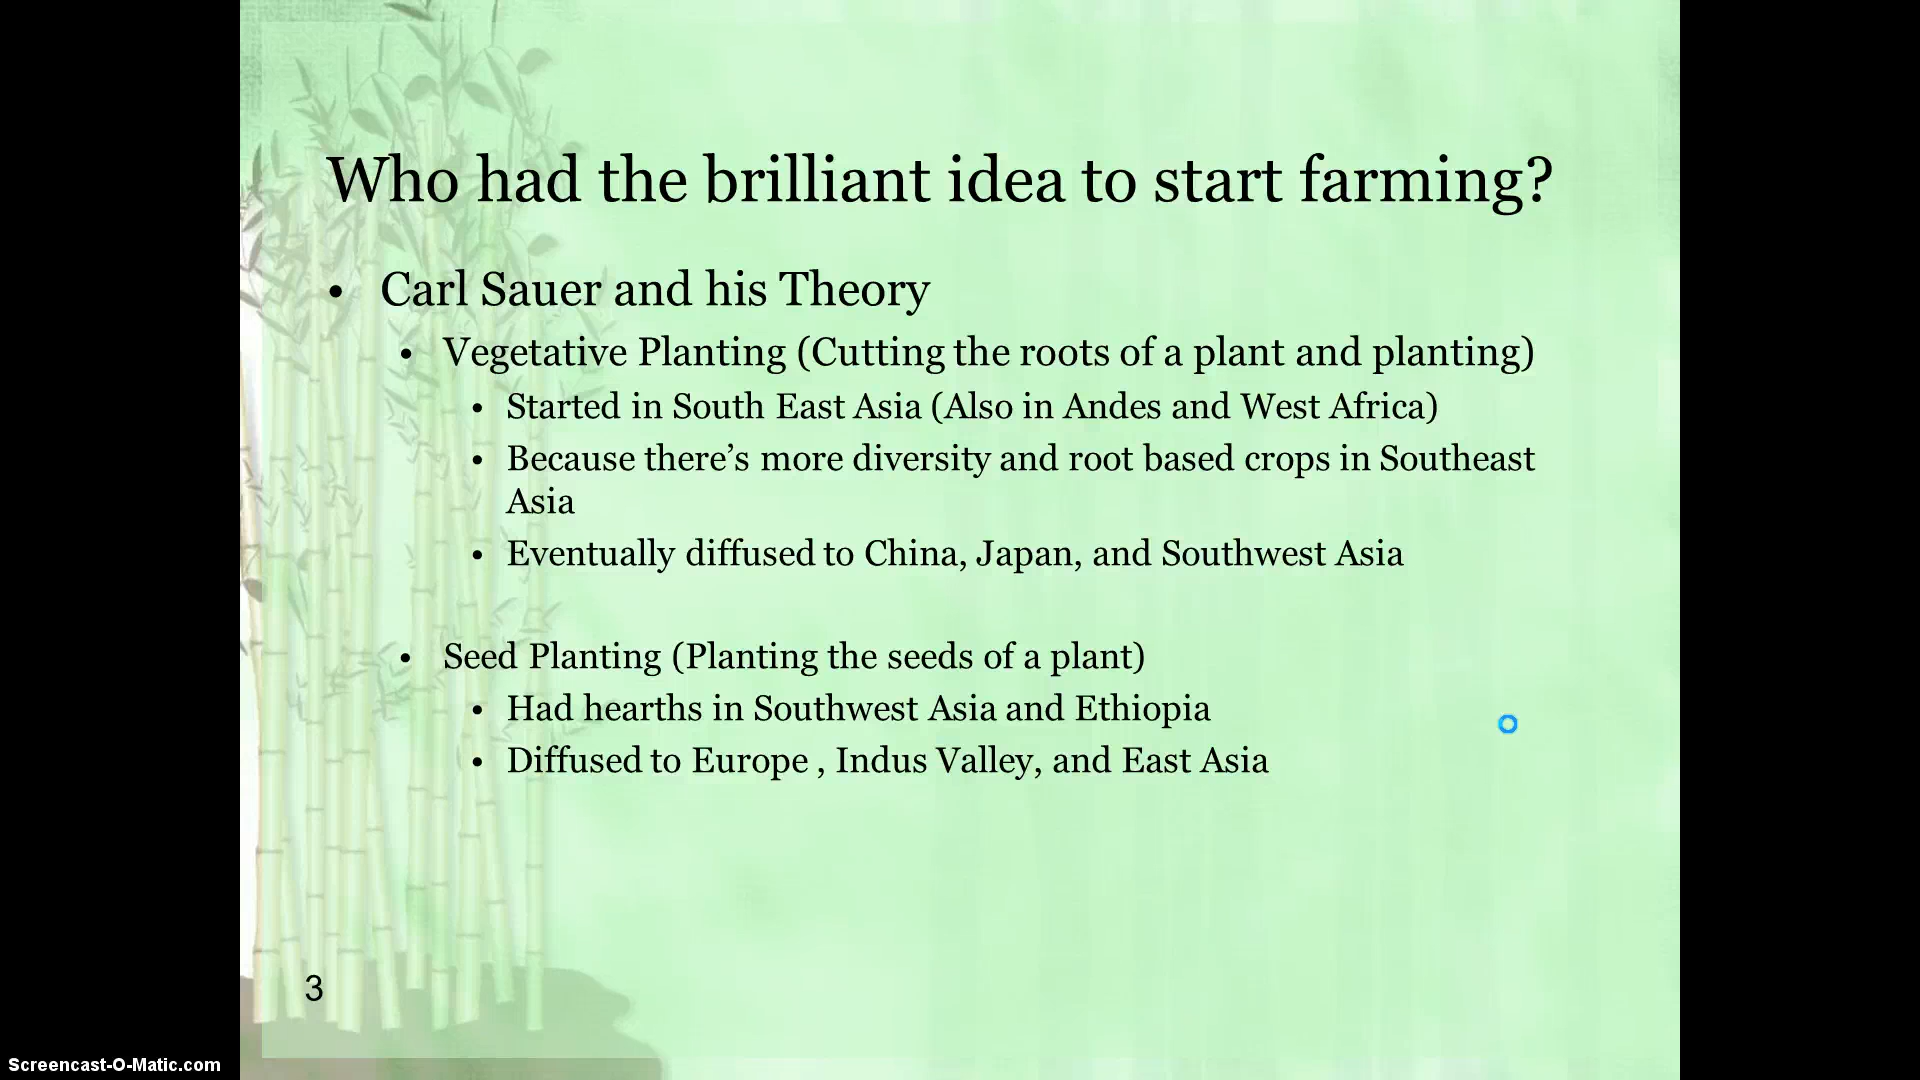 Who had the brilliant idea to start farming?
• Carl Sauer and his Theory
• Vegetative Planting (Cutting the roots of a plant and planting)
• Started in South East Asia (Also in Andes and West Africa)
• Because there’s more diversity and root based crops in Southeast
Asia
• Eventually diffused to China, Japan, and Southwest Asia
• Seed Planting (Planting the seeds of a plant)
• Had hearths in Southwest Asia and Ethiopia
• Diffused to Europe , Indus Valley, and East Asia
3
Screencast-O-Matic.com